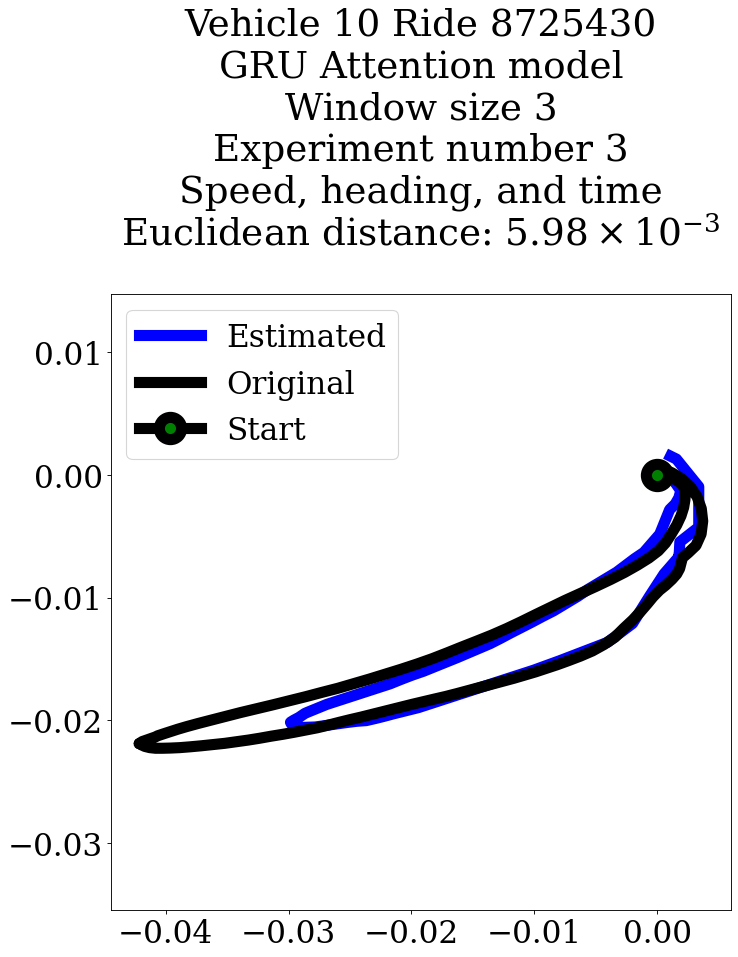 Vehicle 10 Ride 8725430
GRU Attention model
Window size 3
Experiment number 3
Speed, heading, and time
Euclidean distance: 5.98 × 10⁻³
Estimated
Original
Start
0.01
0.00
−0.01
−0.02
−0.03
−0.04 −0.03 −0.02 −0.01 0.00